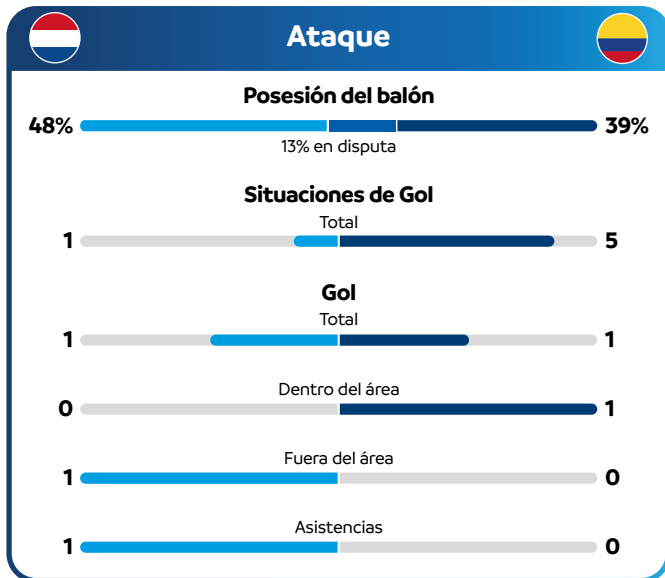 Ataque
Posesión del balón
48% 39%
13% en disputa
Situaciones de Gol
Total
1 5
Gol
Total
1 1
Dentro del área
0 1
Fuera del área
1 0
Asistencias
1 0